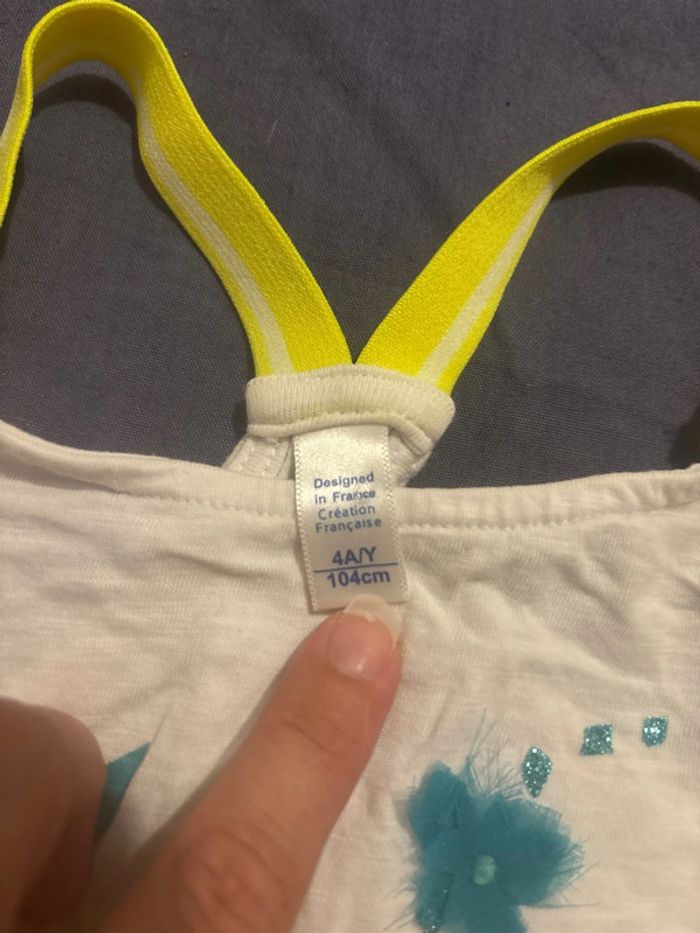 Designed
in France
Création
Française
4A/Y
104cm